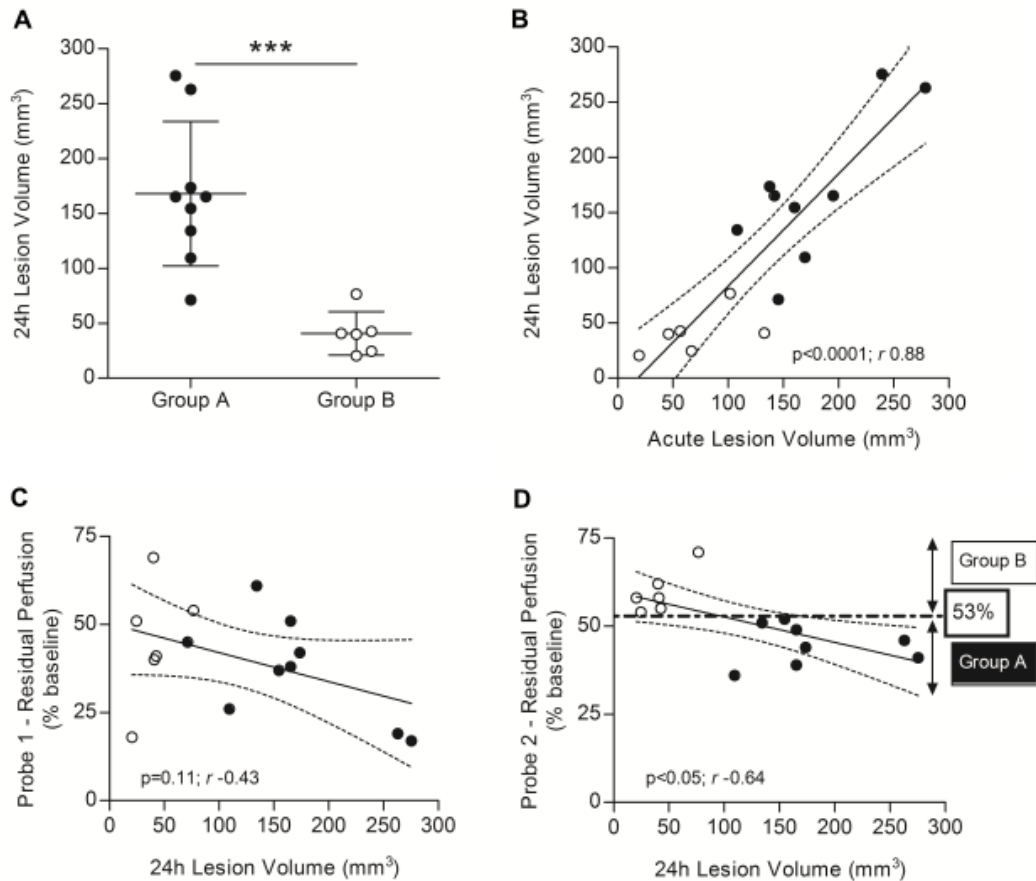 A
24h Lesion Volume (mm³)
300
250
200
150
100
50
0
***
Group A
Group B
B
24h Lesion Volume (mm³)
300
250
200
150
100
50
0
p<0.0001; r 0.88
0 50 100 150 200 250 300
Acute Lesion Volume (mm³)
C
Probe 1 - Residual Perfusion
(% baseline)
75
50
25
0
p=0.11; r -0.43
0 50 100 150 200 250 300
24h Lesion Volume (mm³)
D
Probe 2 - Residual Perfusion
(% baseline)
75
50
25
0
p<0.05; r -0.64
0 50 100 150 200 250 300
24h Lesion Volume (mm³)
Group B
53%
Group A